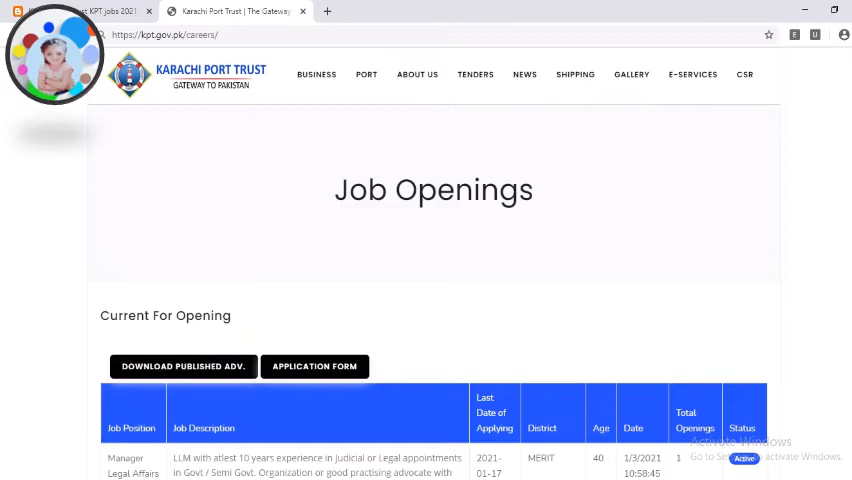 Trust KPT jobs 2021
Karachi Port Trust | The Gateway
https://kpt.gov.pk/careers/
E U
KARACHI PORT TRUST
GATEWAY TO PAKISTAN
BUSINESS PORT ABOUT US TENDERS NEWS SHIPPING GALLERY E-SERVICES CSR
Job Openings
Current For Opening
DOWNLOAD PUBLISHED ADV. APPLICATION FORM
Job Position Job Description Last Date of Applying District Age Date Total Openings Status
Manager Legal Affairs
LLM with atlest 10 years experience in Judicial or Legal appointments
in Govt / Semi Govt. Organization or good practising advocate with
2021-
01-17
MERIT
40
1/3/2021
10:58:45
1
Active
Activate Windows
Go to Settings to activate Windows.